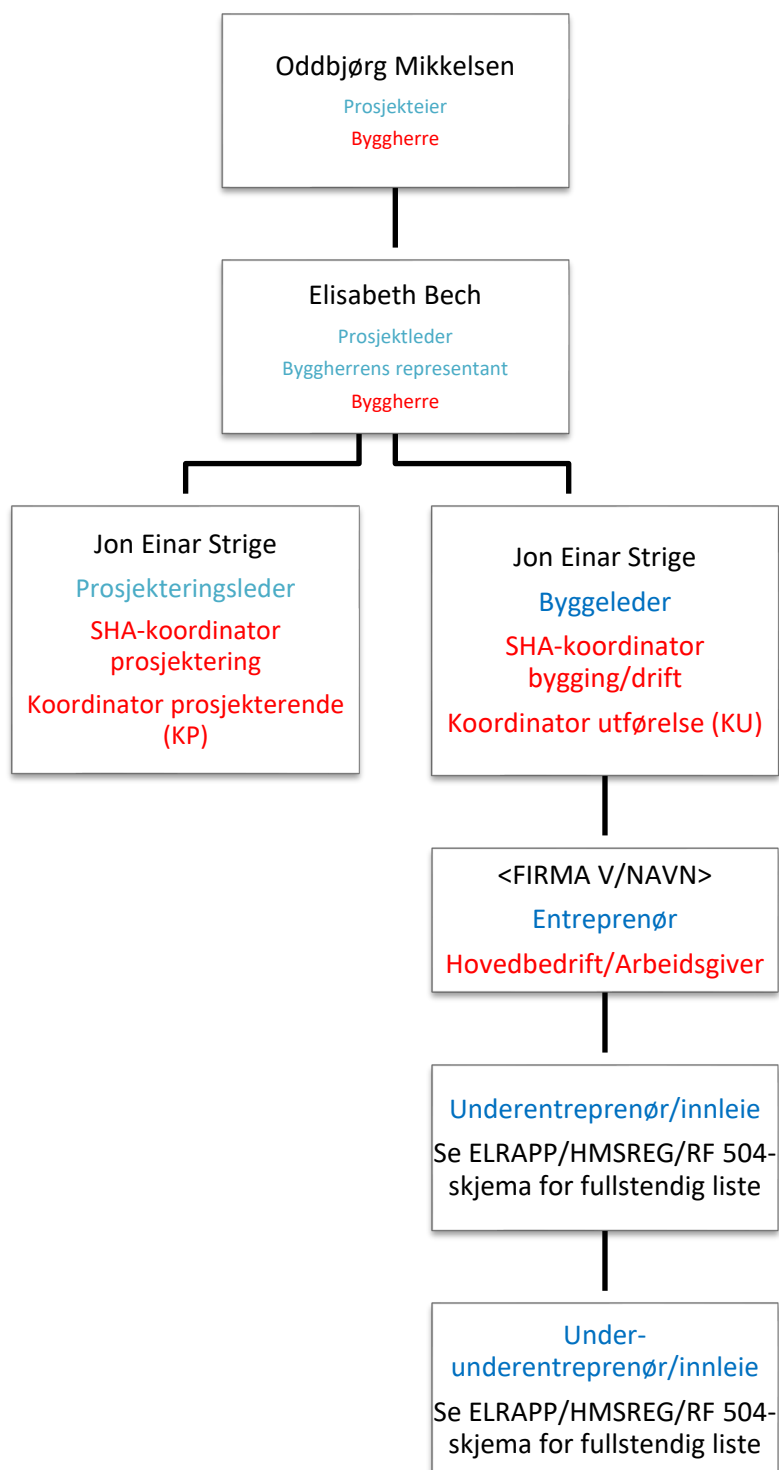 Oddbjørg Mikkelsen
Prosjekteier
Byggherre
Elisabeth Bech
Prosjektleder
Byggherrens representant
Byggherre
Jon Einar Strige
Prosjekteringsleder
SHA-koordinator
prosjektering
Koordinator prosjekterende
(KP)
Jon Einar Strige
Byggeleder
SHA-koordinator
bygging/drift
Koordinator utførelse (KU)
<FIRMA V/NAVN>
Entreprenør
Hovedbedrift/Arbeidsgiver
Underentreprenør/innleie
Se ELRAPP/HMSREG/RF 504-
skjema for fullstendig liste
Under-
underentreprenør/innleie
Se ELRAPP/HMSREG/RF 504-
skjema for fullstendig liste